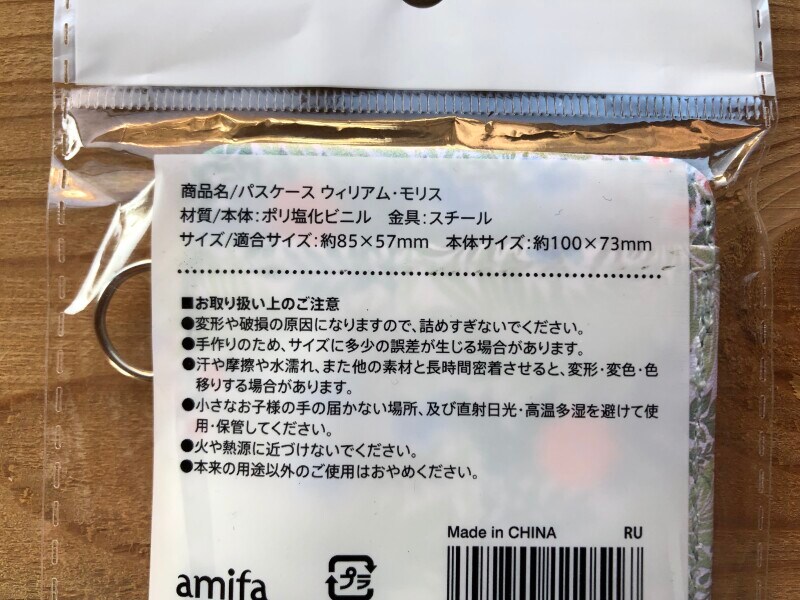 商品名/パスケース ウィリアム・モリス
材質/本体:ポリ塩化ビニル　金具:スチール
サイズ/適合サイズ:約85×57mm　本体サイズ:約100×73mm
■お取り扱い上のご注意
●変形や破損の原因になりますので、詰めすぎないでください。
●手作りのため、サイズに多少の誤差が生じる場合があります。
●汗や摩擦や水濡れ、また他の素材と長時間密着させると、変形・変色・色
移りする場合があります。
●小さなお子様の手の届かない場所、及び直射日光・高温多湿を避けて使
用・保管してください。
●火や熱源に近づけないでください。
●本来の用途以外のご使用はおやめください。
Made in CHINA　RU
amifa
プラ